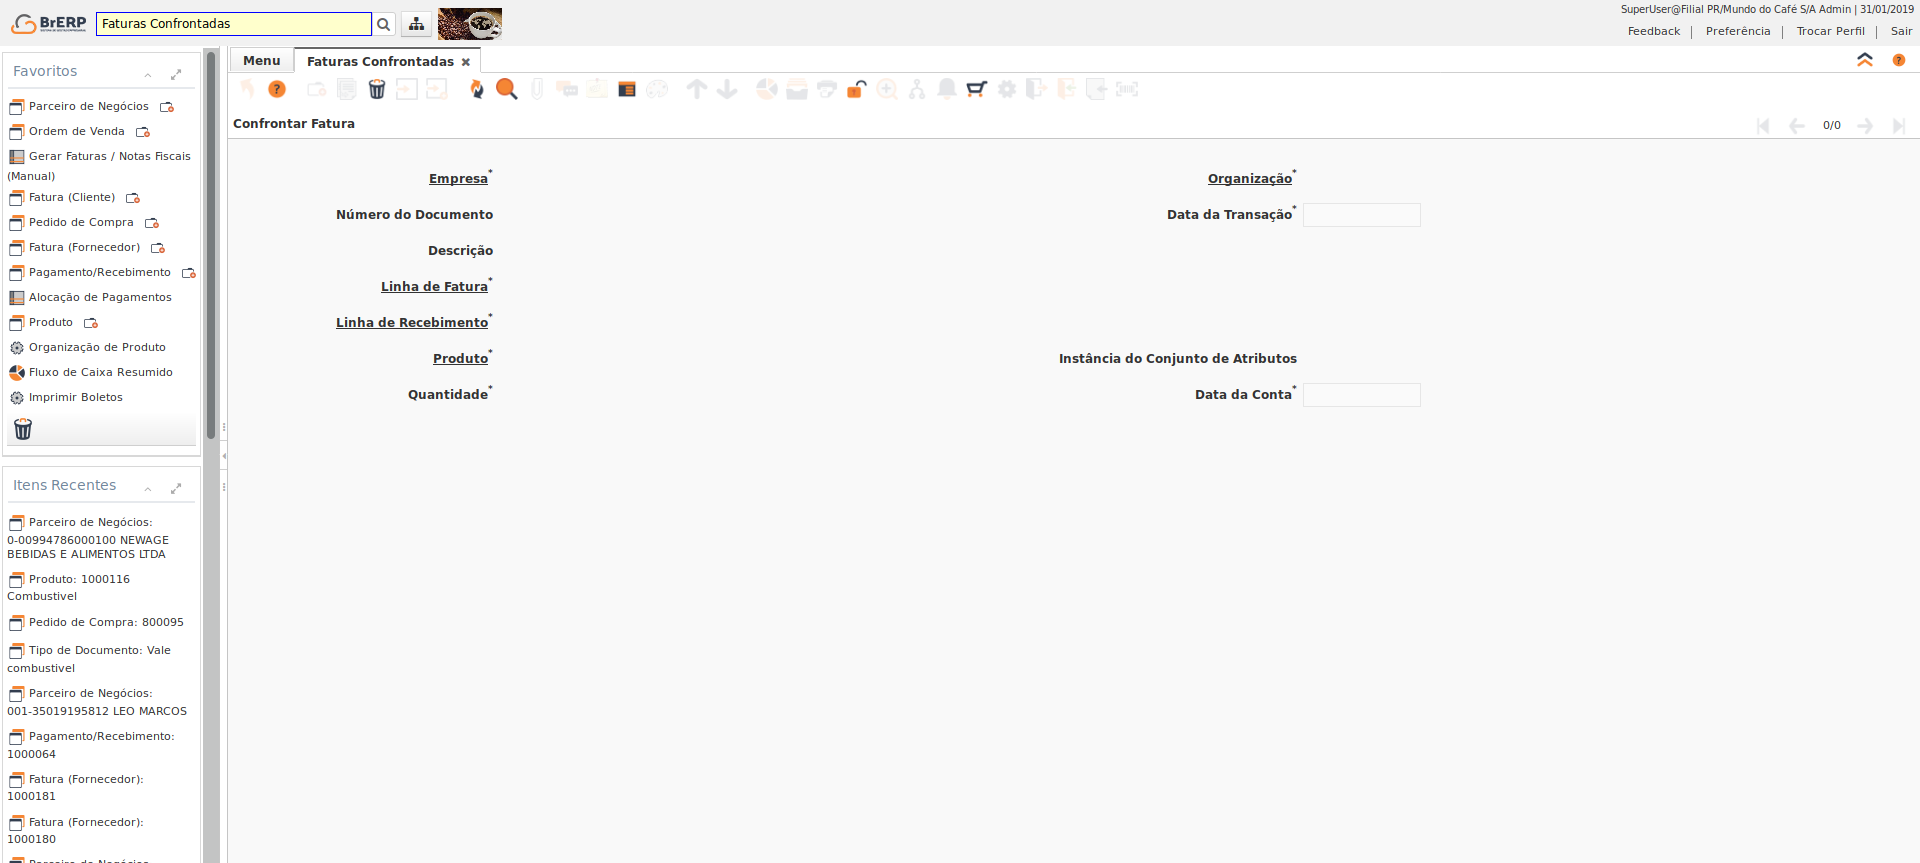 BrERP
Faturas Confrontadas
SuperUser@Filial PR/Mundo do Café S/A Admin | 31/01/2019
Feedback | Preferência | Trocar Perfil | Sair
Favoritos
Parceiro de Negócios
Ordem de Venda
Gerar Faturas / Notas Fiscais
(Manual)
Fatura (Cliente)
Pedido de Compra
Fatura (Fornecedor)
Pagamento/Recebimento
Alocação de Pagamentos
Produto
Organização de Produto
Fluxo de Caixa Resumido
Imprimir Boletos
Itens Recentes
Parceiro de Negócios:
0-00994786000100 NEWAGE
BEBIDAS E ALIMENTOS LTDA
Produto: 1000116
Combustivel
Pedido de Compra: 800095
Tipo de Documento: Vale
combustivel
Parceiro de Negócios:
001-35019195812 LEO MARCOS
Pagamento/Recebimento:
1000064
Fatura (Fornecedor):
1000181
Fatura (Fornecedor):
1000180
Parceiro de Negócios
Menu
Faturas Confrontadas
Confrontar Fatura
0/0
Empresa*
Organização*
Número do Documento
Data da Transação*
Descrição
Linha de Fatura*
Linha de Recebimento*
Produto*
Instância do Conjunto de Atributos
Quantidade*
Data da Conta*